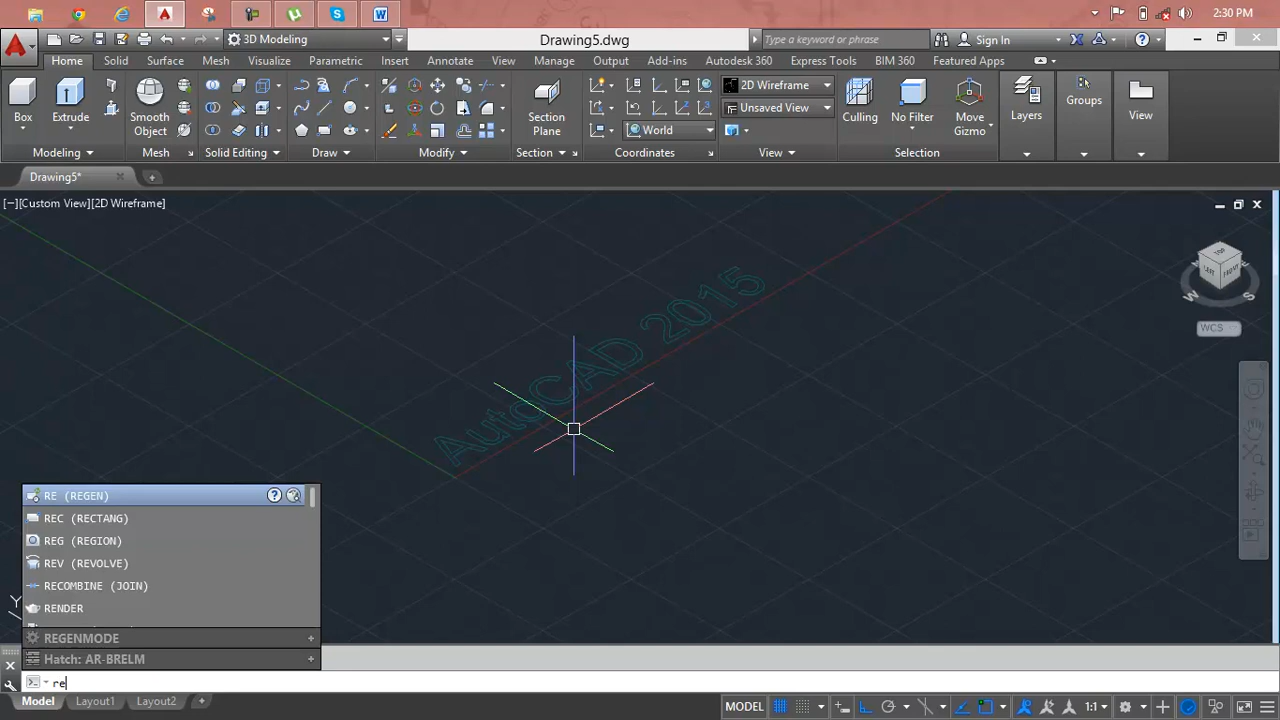 2:30 PM
3D Modeling
Drawing5.dwg
Type a keyword or phrase
Sign In
Home Solid Surface Mesh Visualize Parametric Insert Annotate View Manage Output Add-ins Autodesk 360 Express Tools BIM 360 Featured Apps
Box
Extrude
Smooth
Object
Section
Plane
2D Wireframe
Unsaved View
World
Culling
No Filter
Move
Gizmo
Layers
Groups
View
Modeling
Mesh
Solid Editing
Draw
Modify
Section
Coordinates
View
Selection
Drawing5*
[−][Custom View][2D Wireframe]
TOP
LEFT
FRONT
W
S
WCS
AutoCAD 2015
RE (REGEN)
REC (RECTANG)
REG (REGION)
REV (REVOLVE)
RECOMBINE (JOIN)
RENDER
REGENMODE
Hatch: AR-BRELM
Y
re
Model Layout1 Layout2
MODEL
1:1